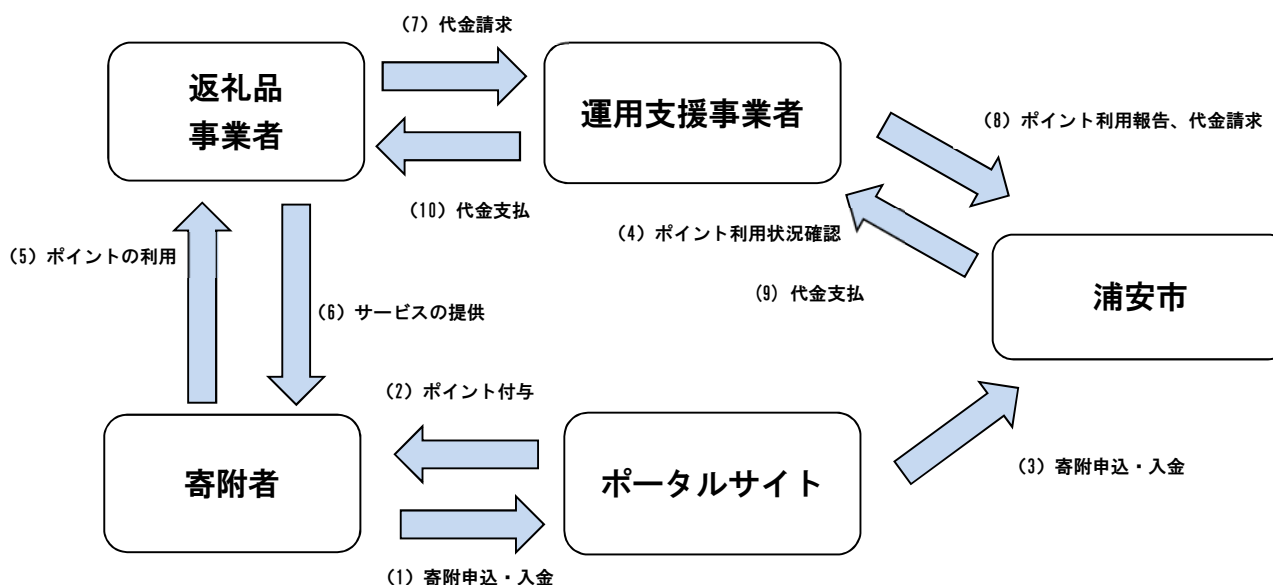 （7）代金請求
返礼品
事業者
運用支援事業者
（8）ポイント利用報告、代金請求
（10）代金支払
（4）ポイント利用状況確認
（5）ポイントの利用
（9）代金支払
浦安市
（6）サービスの提供
（2）ポイント付与
寄附者
ポータルサイト
（3）寄附申込・入金
（1）寄附申込・入金